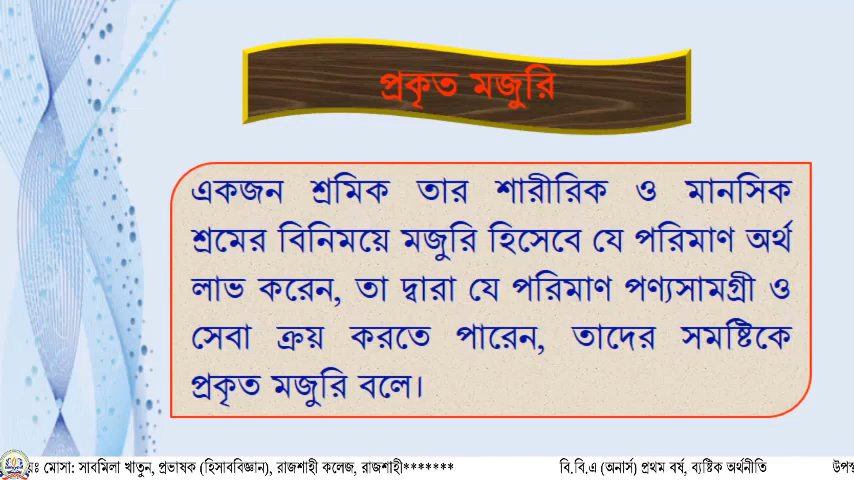 প্রকৃত মজুরি
একজন শ্রমিক তার শারীরিক ও মানসিক
শ্রমের বিনিময়ে মজুরি হিসেবে যে পরিমাণ অর্থ
লাভ করেন, তা দ্বারা যে পরিমাণ পণ্যসামগ্রী ও
সেবা ক্রয় করতে পারেন, তাদের সমষ্টিকে
প্রকৃত মজুরি বলে।
মোসা: সাবমিলা খাতুন, প্রভাষক (হিসাববিজ্ঞান), রাজশাহী কলেজ, রাজশাহী******* বি.বি.এ (অনার্স) প্রথম বর্ষ, ব্যষ্টিক অর্থনীতি